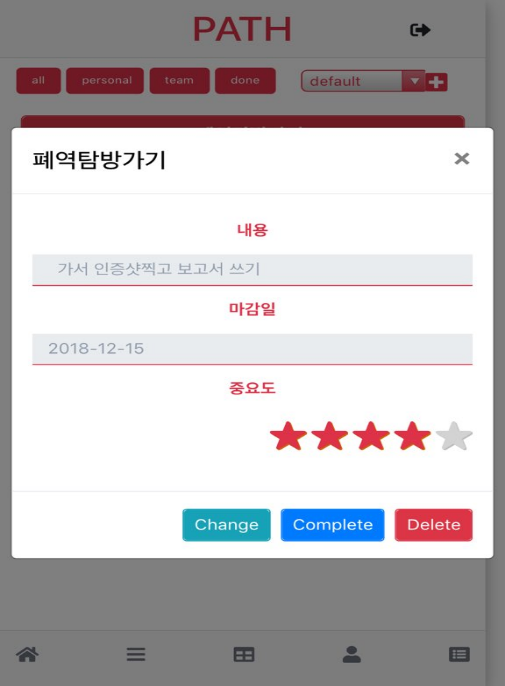 PATH
all personal team done default
폐역탐방가기
내용
가서 인증샷찍고 보고서 쓰기
마감일
2018-12-15
중요도
Change Complete Delete